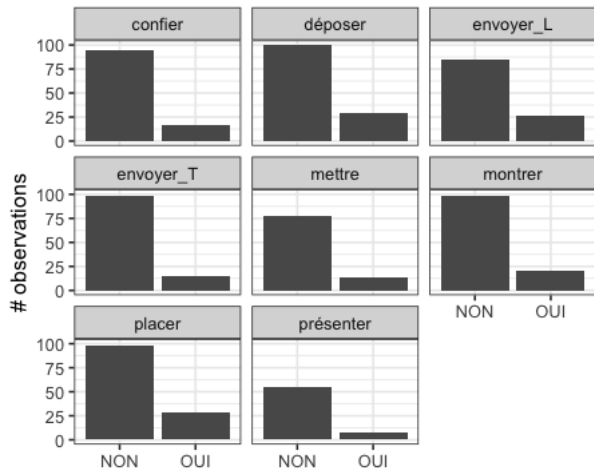 confier
déposer
envoyer_L
100
75
50
25
0
envoyer_T
mettre
montrer
100
75
50
25
0
NON
OUI
placer
présenter
100
75
50
25
0
NON
OUI
NON
OUI
# observations